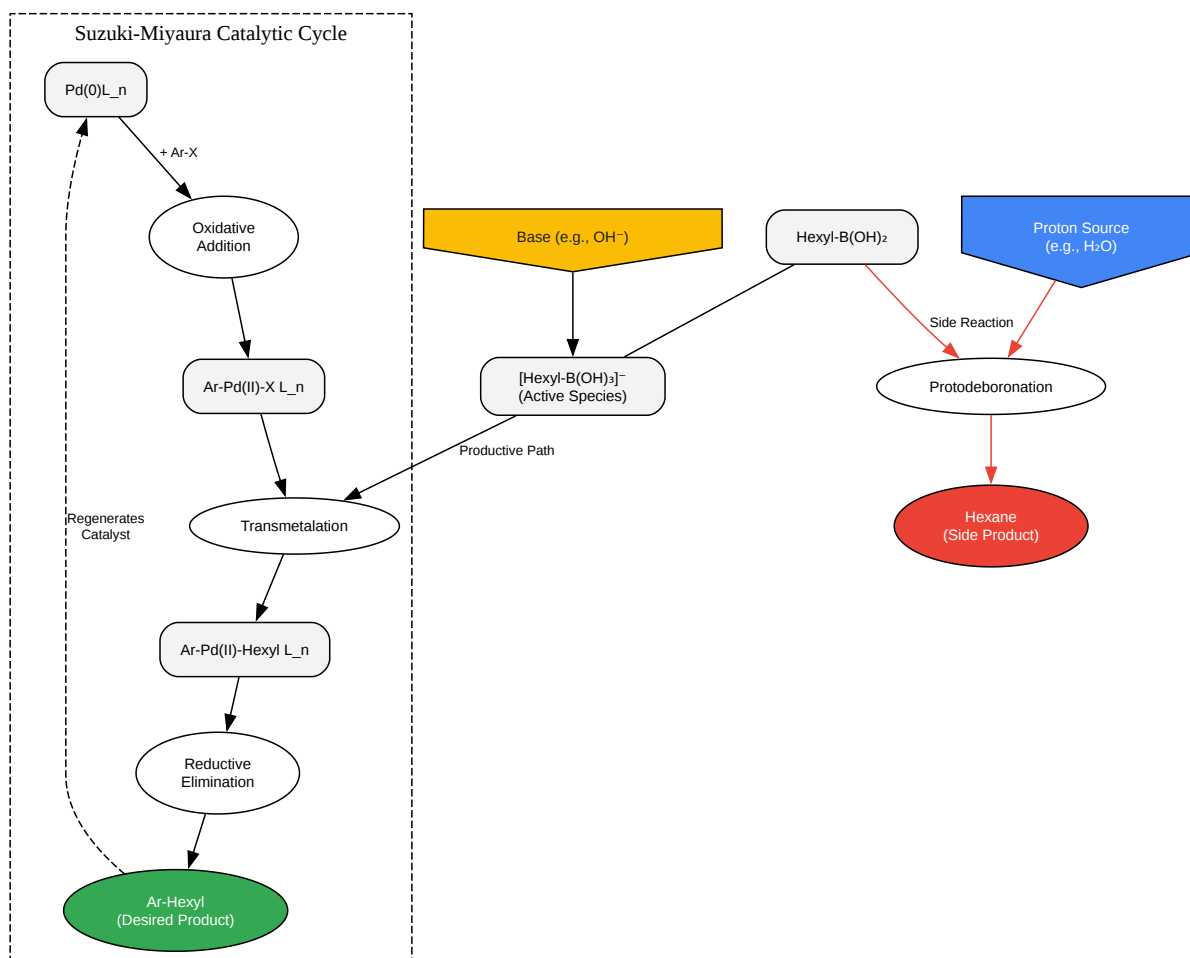 Suzuki-Miyaura Catalytic Cycle
Pd(0)L_n
+ Ar-X
Oxidative
Addition
Base (e.g., OH⁻)
Hexyl-B(OH)₂
Proton Source
(e.g., H₂O)
Side Reaction
Ar-Pd(II)-X L_n
[Hexyl-B(OH)₃]⁻
(Active Species)
Protodeboronation
Productive Path
Regenerates
Catalyst
Transmetalation
Hexane
(Side Product)
Ar-Pd(II)-Hexyl L_n
Reductive
Elimination
Ar-Hexyl
(Desired Product)